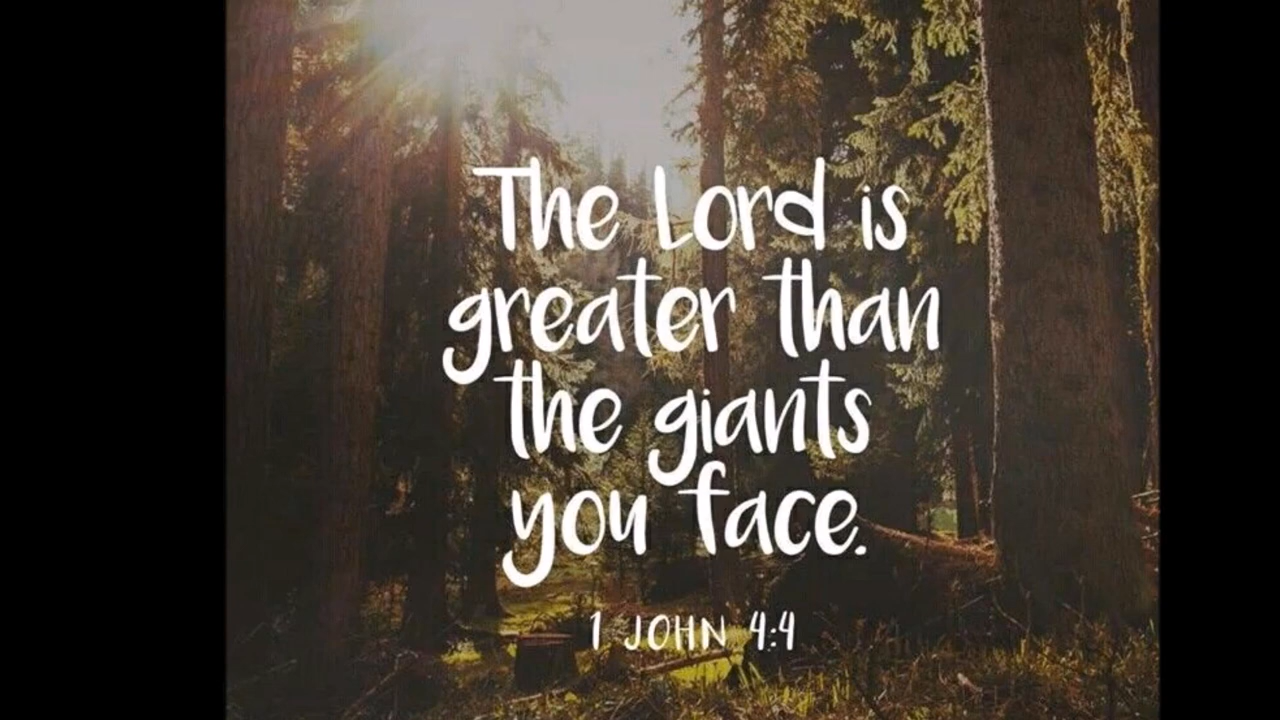 The Lord is
greater than
the giants
you face.
1 JOHN 4:4